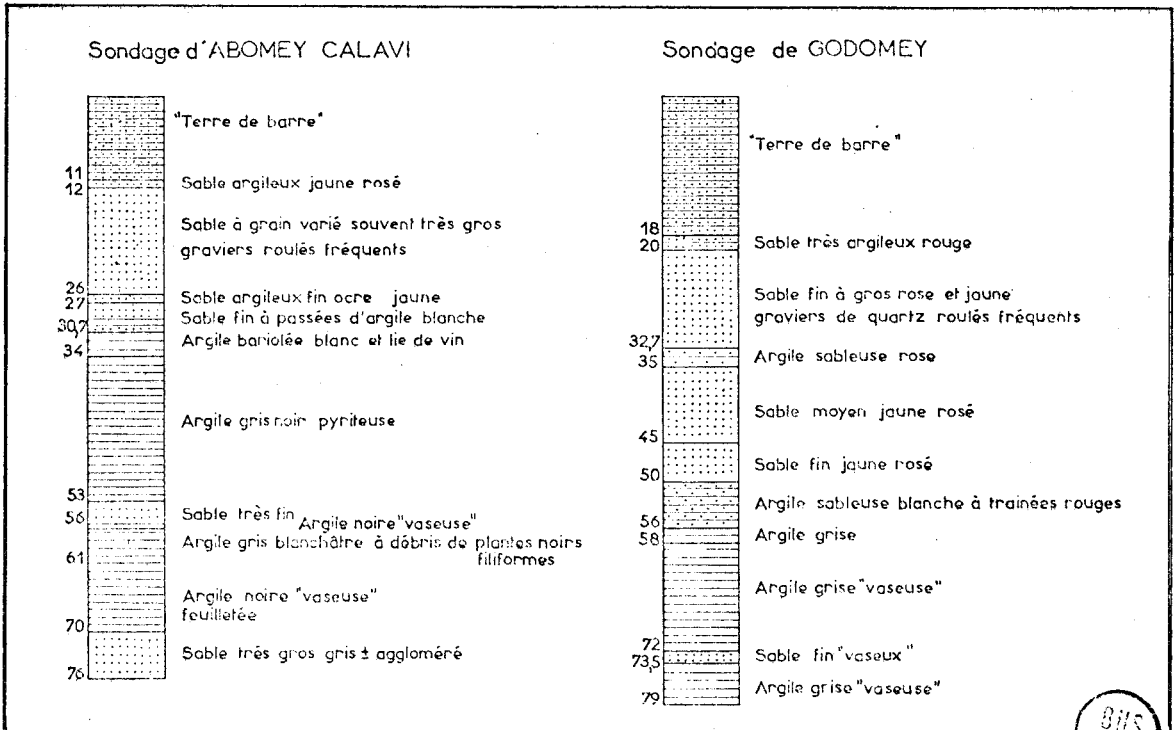 Sondage d'ABOMEY CALAVI
"Terre de barre"
11
12
Sable argileux jaune rosé
Sable à grain varié souvent très gros
graviers roulés fréquents
26
27
Sable argileux fin ocre jaune
Sable fin à passées d'argile blanche
30,7
Argile bariolée blanc et lie de vin
34
Argile gris noir pyriteuse
53
56
Sable très fin Argile noire "vaseuse"
Argile gris blanchâtre à débris de plantes noirs
filiformes
61
Argile noire "vaseuse"
feuilletée
70
Sable trés gros gris ± aggloméré
76
Sondage de GODOMEY
"Terre de barre"
18
20
Sable très argileux rouge
Sable fin à gros rose et jaune
graviers de quartz roulés fréquents
32,7
35
Argile sableuse rose
Sable moyen jaune rosé
45
Sable fin jaune rosé
50
Argile sableuse blanche à trainées rouges
56
58
Argile grise
Argile grise "vaseuse"
72
73,5
Sable fin "vaseux"
Argile grise "vaseuse"
79